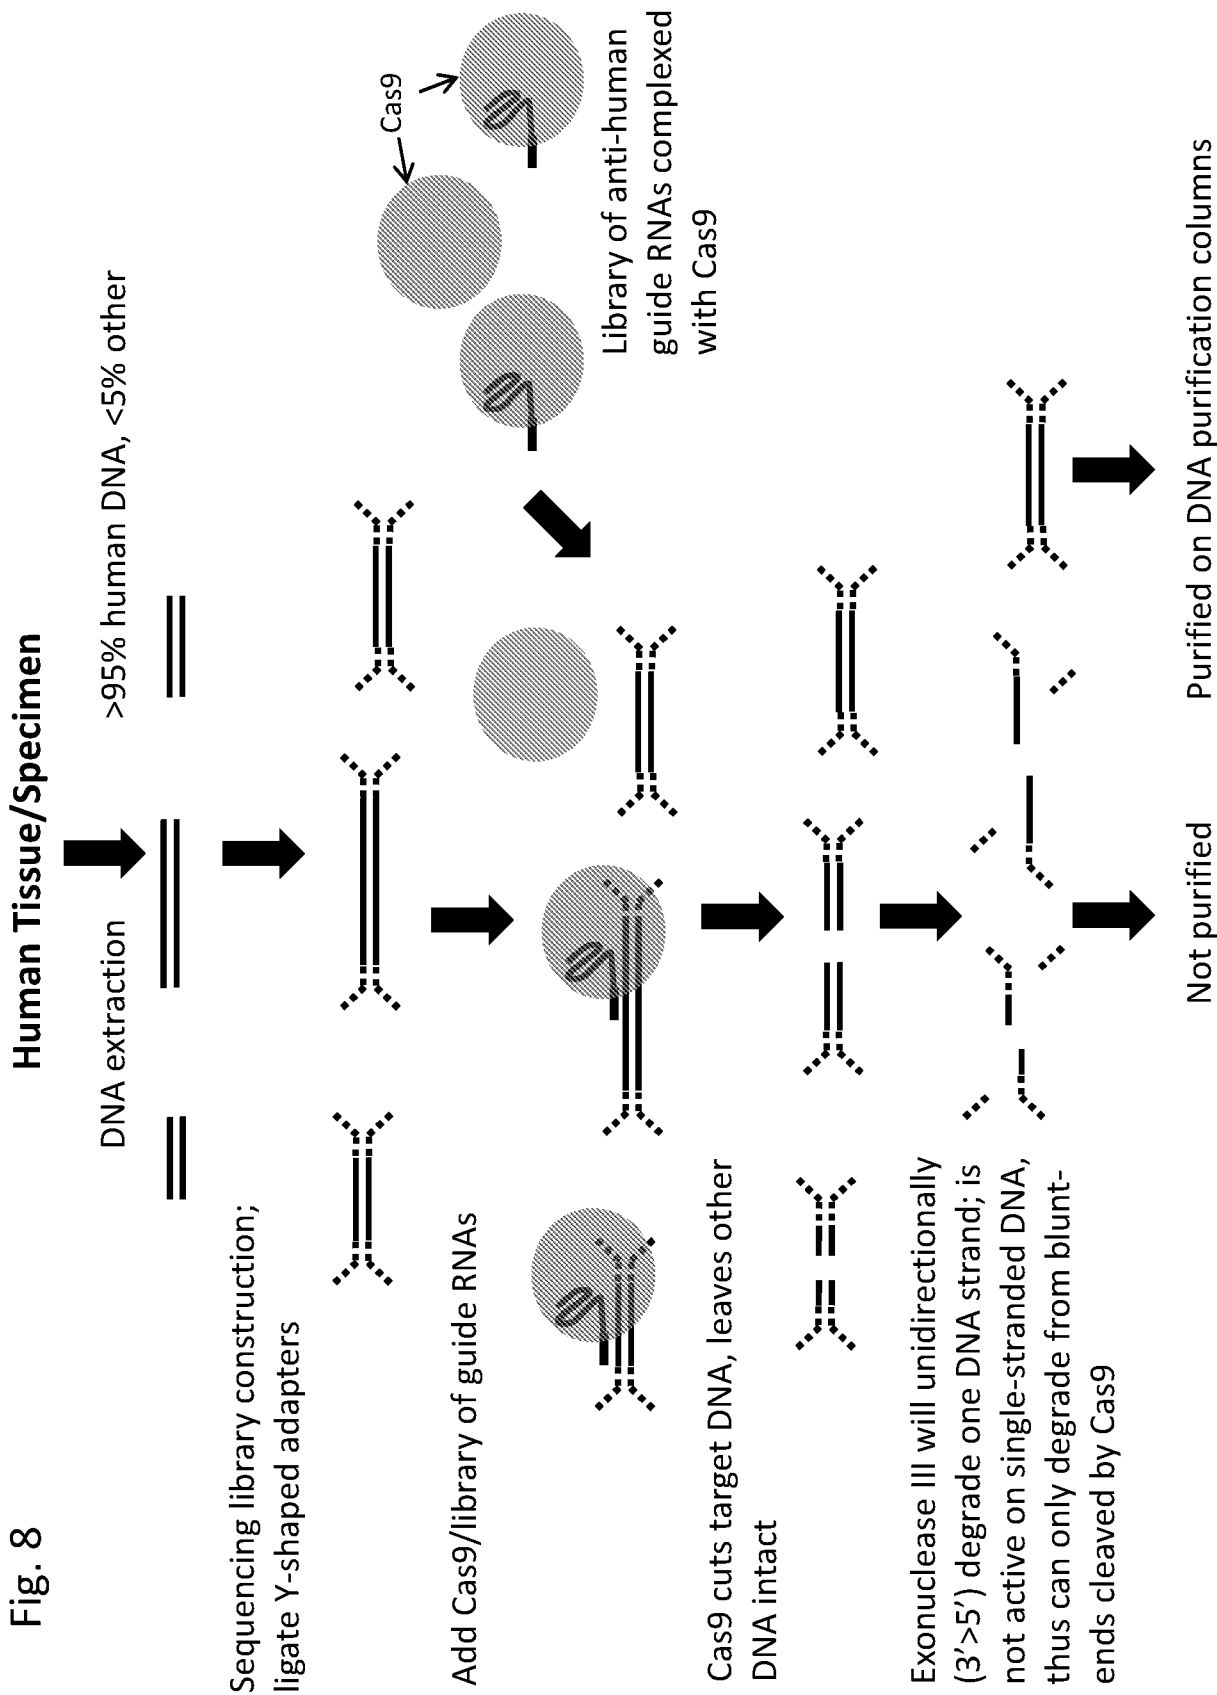 Fig. 8
Human Tissue/Specimen
DNA extraction
>95% human DNA, <5% other
Sequencing library construction;
ligate Y-shaped adapters
Cas9
Add Cas9/library of guide RNAs
Library of anti-human
guide RNAs complexed
with Cas9
Cas9 cuts target DNA, leaves other
DNA intact
Exonuclease III will unidirectionally
(3’>5’) degrade one DNA strand; is
not active on single-stranded DNA,
thus can only degrade from blunt-
ends cleaved by Cas9
Not purified
Purified on DNA purification columns